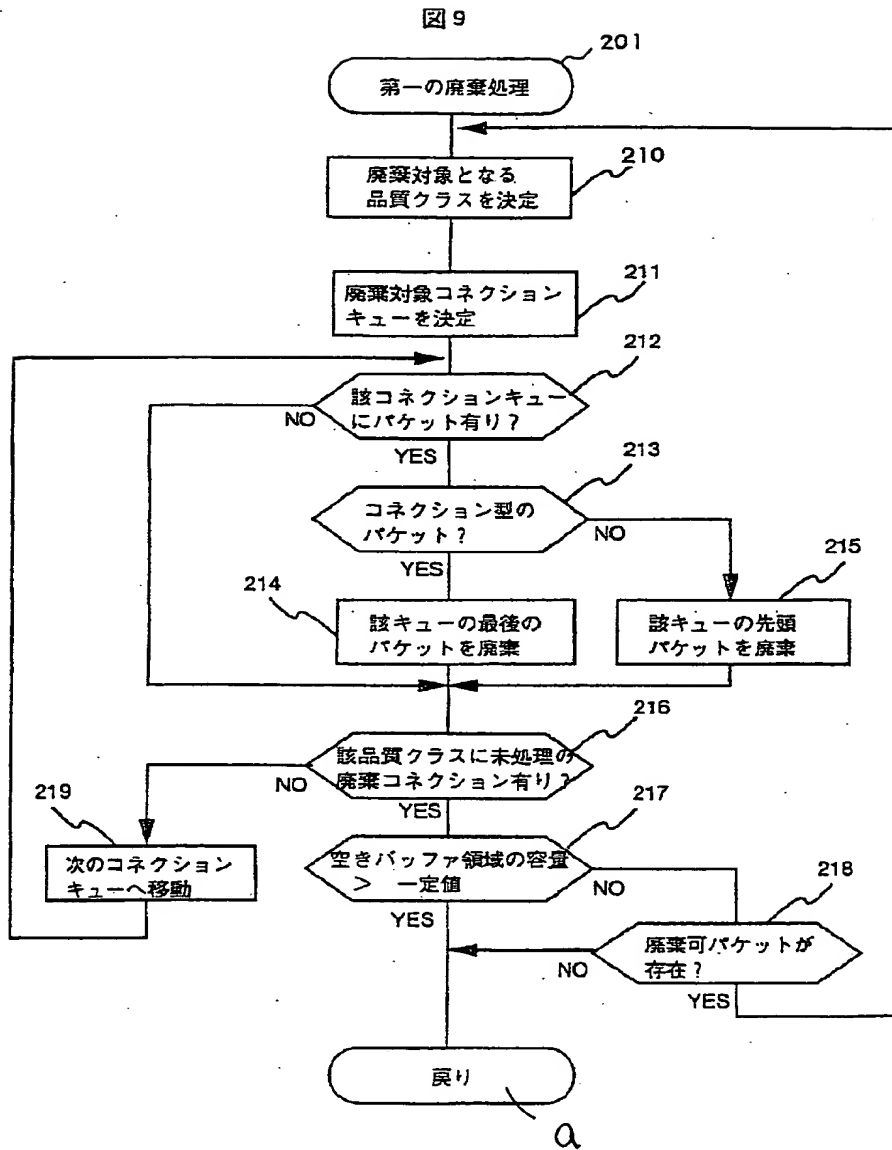 図9
201
第一の廃棄処理
210
廃棄対象となる
品質クラスを決定
211
廃棄対象コネクション
キューを決定
212
該コネクションキュー
にパケット有り?
NO
YES
213
コネクション型の
パケット?
NO
YES
214
該キューの最後の
パケットを廃棄
215
該キューの先頭
パケットを廃棄
216
該品質クラスに未処理の
廃棄コネクション有り?
NO
YES
219
次のコネクション
キューへ移動
217
空きバッファ領域の容量
> 一定値
NO
YES
218
廃棄可パケットが
存在?
NO
YES
戻り
a